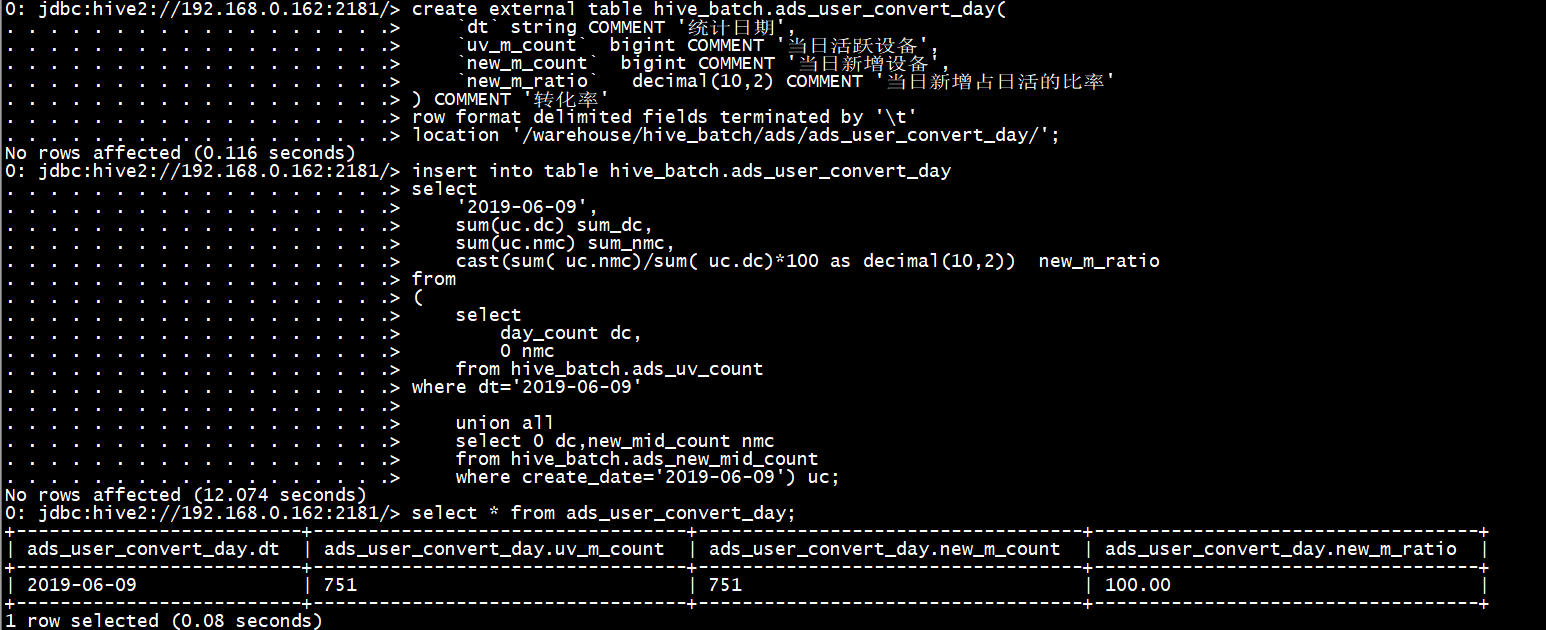 0: jdbc:hive2://192.168.0.162:2181/> create external table hive_batch.ads_user_convert_day(
. . . . . . . . . . . . . . . . . .>     `dt` string COMMENT '统计日期',
. . . . . . . . . . . . . . . . . .>     `uv_m_count`  bigint COMMENT '当日活跃设备',
. . . . . . . . . . . . . . . . . .>     `new_m_count`  bigint COMMENT '当日新增设备',
. . . . . . . . . . . . . . . . . .>     `new_m_ratio`   decimal(10,2) COMMENT '当日新增占日活的比率'
. . . . . . . . . . . . . . . . . .> ) COMMENT '转化率'
. . . . . . . . . . . . . . . . . .> row format delimited fields terminated by '\t'
. . . . . . . . . . . . . . . . . .> location '/warehouse/hive_batch/ads/ads_user_convert_day/';
No rows affected (0.116 seconds)
0: jdbc:hive2://192.168.0.162:2181/> insert into table hive_batch.ads_user_convert_day
. . . . . . . . . . . . . . . . . .> select
. . . . . . . . . . . . . . . . . .>     '2019-06-09',
. . . . . . . . . . . . . . . . . .>     sum(uc.dc) sum_dc,
. . . . . . . . . . . . . . . . . .>     sum(uc.nmc) sum_nmc,
. . . . . . . . . . . . . . . . . .>     cast(sum( uc.nmc)/sum( uc.dc)*100 as decimal(10,2))  new_m_ratio
. . . . . . . . . . . . . . . . . .> from
. . . . . . . . . . . . . . . . . .> (
. . . . . . . . . . . . . . . . . .>     select
. . . . . . . . . . . . . . . . . .>         day_count dc,
. . . . . . . . . . . . . . . . . .>         0 nmc
. . . . . . . . . . . . . . . . . .>     from hive_batch.ads_uv_count
. . . . . . . . . . . . . . . . . .> where dt='2019-06-09'
. . . . . . . . . . . . . . . . . .>
. . . . . . . . . . . . . . . . . .>     union all
. . . . . . . . . . . . . . . . . .>     select 0 dc,new_mid_count nmc
. . . . . . . . . . . . . . . . . .>     from hive_batch.ads_new_mid_count
. . . . . . . . . . . . . . . . . .>     where create_date='2019-06-09') uc;
No rows affected (12.074 seconds)
0: jdbc:hive2://192.168.0.162:2181/> select * from ads_user_convert_day;
+--------------------------+----------------------------------+-----------------------------------+-----------------------------------+
| ads_user_convert_day.dt  | ads_user_convert_day.uv_m_count  | ads_user_convert_day.new_m_count  | ads_user_convert_day.new_m_ratio  |
+--------------------------+----------------------------------+-----------------------------------+-----------------------------------+
| 2019-06-09               | 751                              | 751                               | 100.00                            |
+--------------------------+----------------------------------+-----------------------------------+-----------------------------------+
1 row selected (0.08 seconds)